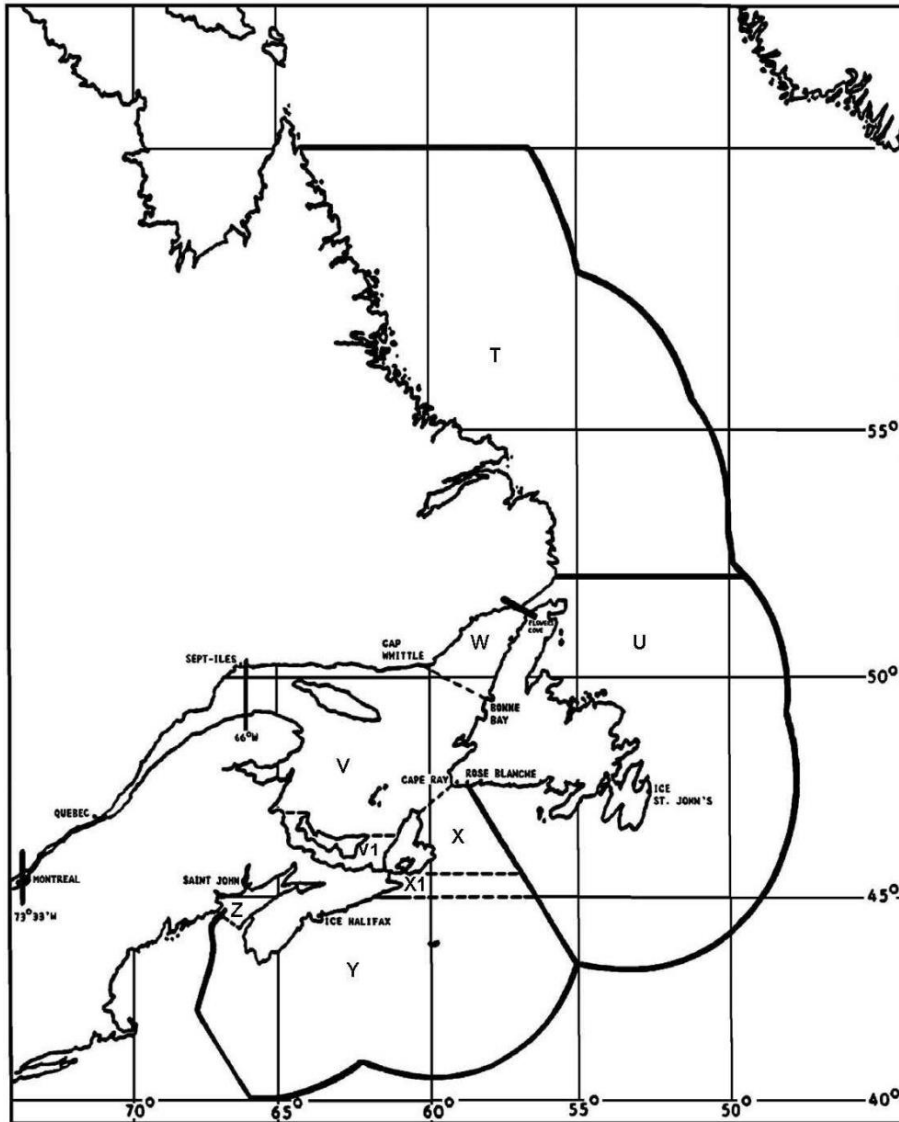 T
55°
FLOWERS
COVE
W
U
CAP
WHITTLE
SEPT-ILES
50°
BONNE
BAY
66°W
V
CAPE RAY
ROSE BLANCHE
ICE
ST. JOHN'S
QUEBEC
X
V1
MONTREAL
SAINT JOHN
X1
45°
73°33'W
Z
ICE HALIFAX
Y
70°
65°
60°
55°
50°
40°